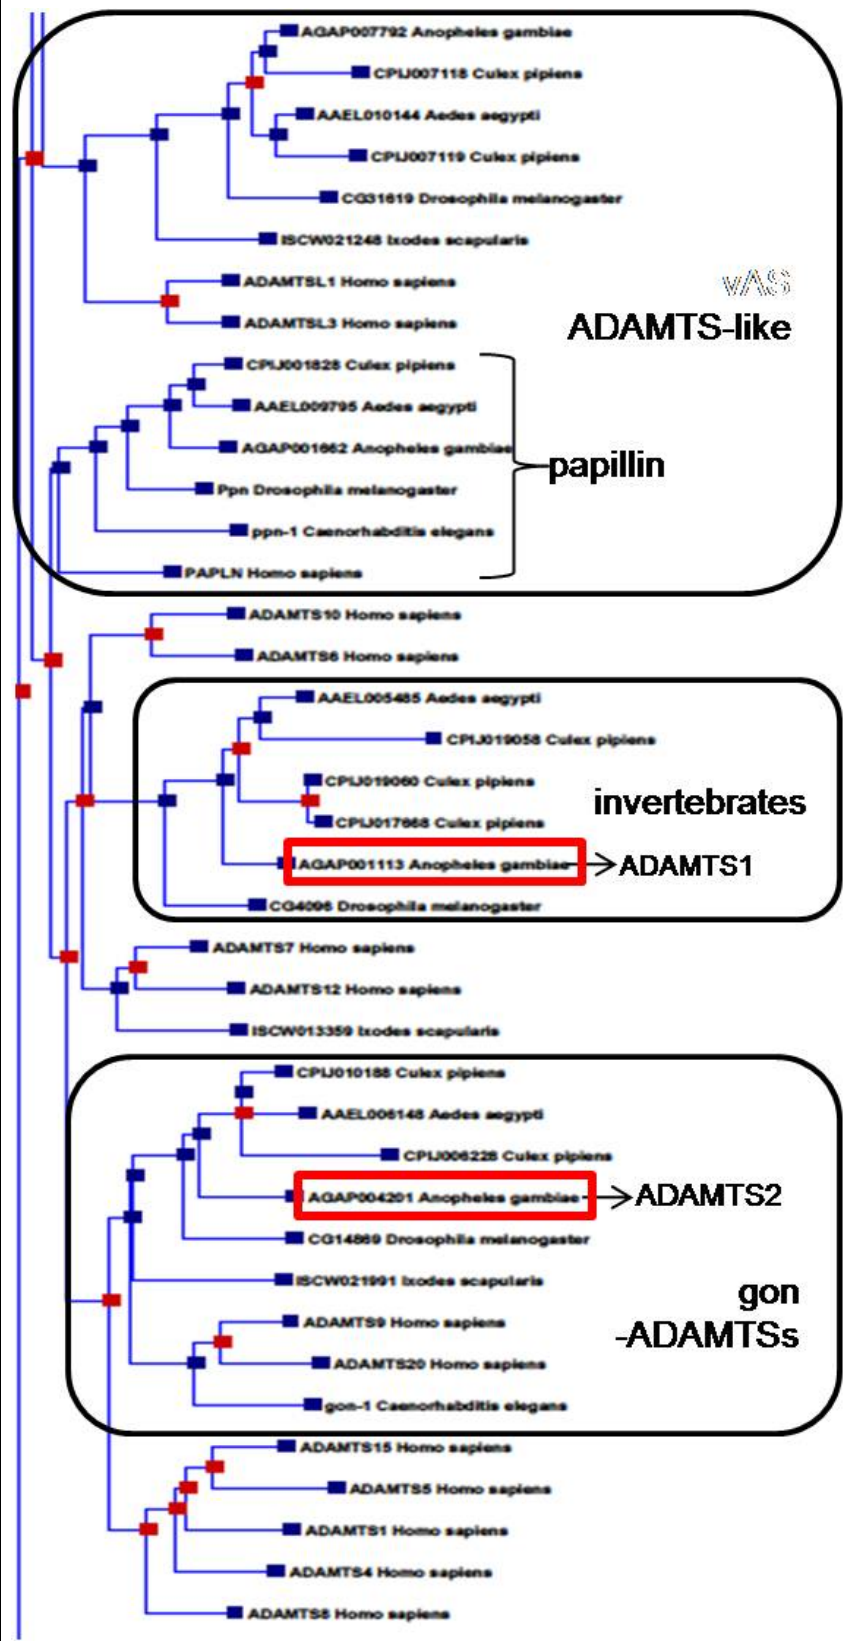 AGAP007792 Anopheles gambiae
CPIJ007118 Culex pipiens
AAEL010144 Aedes aegypti
CPIJ007119 Culex pipiens
CG31619 Drosophila melanogaster
ISCW021248 Ixodes scapularis
ADAMTSL1 Homo sapiens
vAS
ADAMTSL3 Homo sapiens
ADAMTS-like
CPIJ001828 Culex pipiens
AAEL009795 Aedes aegypti
AGAP001662 Anopheles gambiae
papillin
Ppn Drosophila melanogaster
ppn-1 Caenorhabditis elegans
PAPLN Homo sapiens
ADAMTS10 Homo sapiens
ADAMTS6 Homo sapiens
AAEL005485 Aedes aegypti
CPIJ019058 Culex pipiens
CPIJ019060 Culex pipiens
invertebrates
CPIJ017668 Culex pipiens
AGAP001113 Anopheles gambiae
ADAMTS1
CG4096 Drosophila melanogaster
ADAMTS7 Homo sapiens
ADAMTS12 Homo sapiens
ISCW013359 Ixodes scapularis
CPIJ010188 Culex pipiens
AAEL006148 Aedes aegypti
CPIJ006228 Culex pipiens
AGAP004201 Anopheles gambiae
ADAMTS2
CG14869 Drosophila melanogaster
ISCW021991 Ixodes scapularis
gon
-ADAMTSs
ADAMTS9 Homo sapiens
ADAMTS20 Homo sapiens
gon-1 Caenorhabditis elegans
ADAMTS15 Homo sapiens
ADAMTS5 Homo sapiens
ADAMTS1 Homo sapiens
ADAMTS4 Homo sapiens
ADAMTS8 Homo sapiens